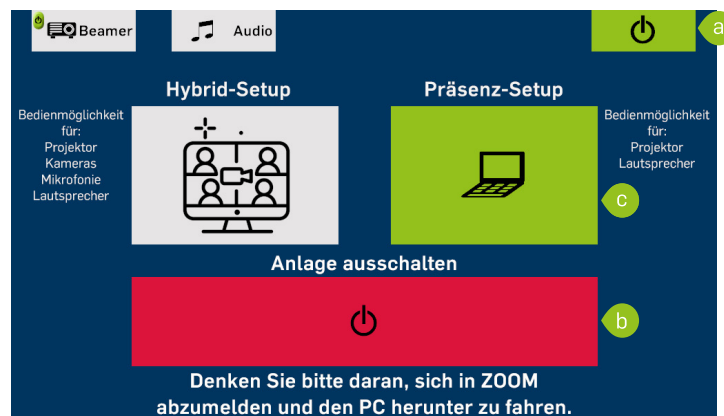 Beamer
Audio
a
Hybrid-Setup
Präsenz-Setup
Bedienmöglichkeit
für:
Projektor
Kameras
Mikrofonie
Lautsprecher
Bedienmöglichkeit
für:
Projektor
Lautsprecher
c
Anlage ausschalten
b
Denken Sie bitte daran, sich in ZOOM
abzumelden und den PC herunter zu fahren.